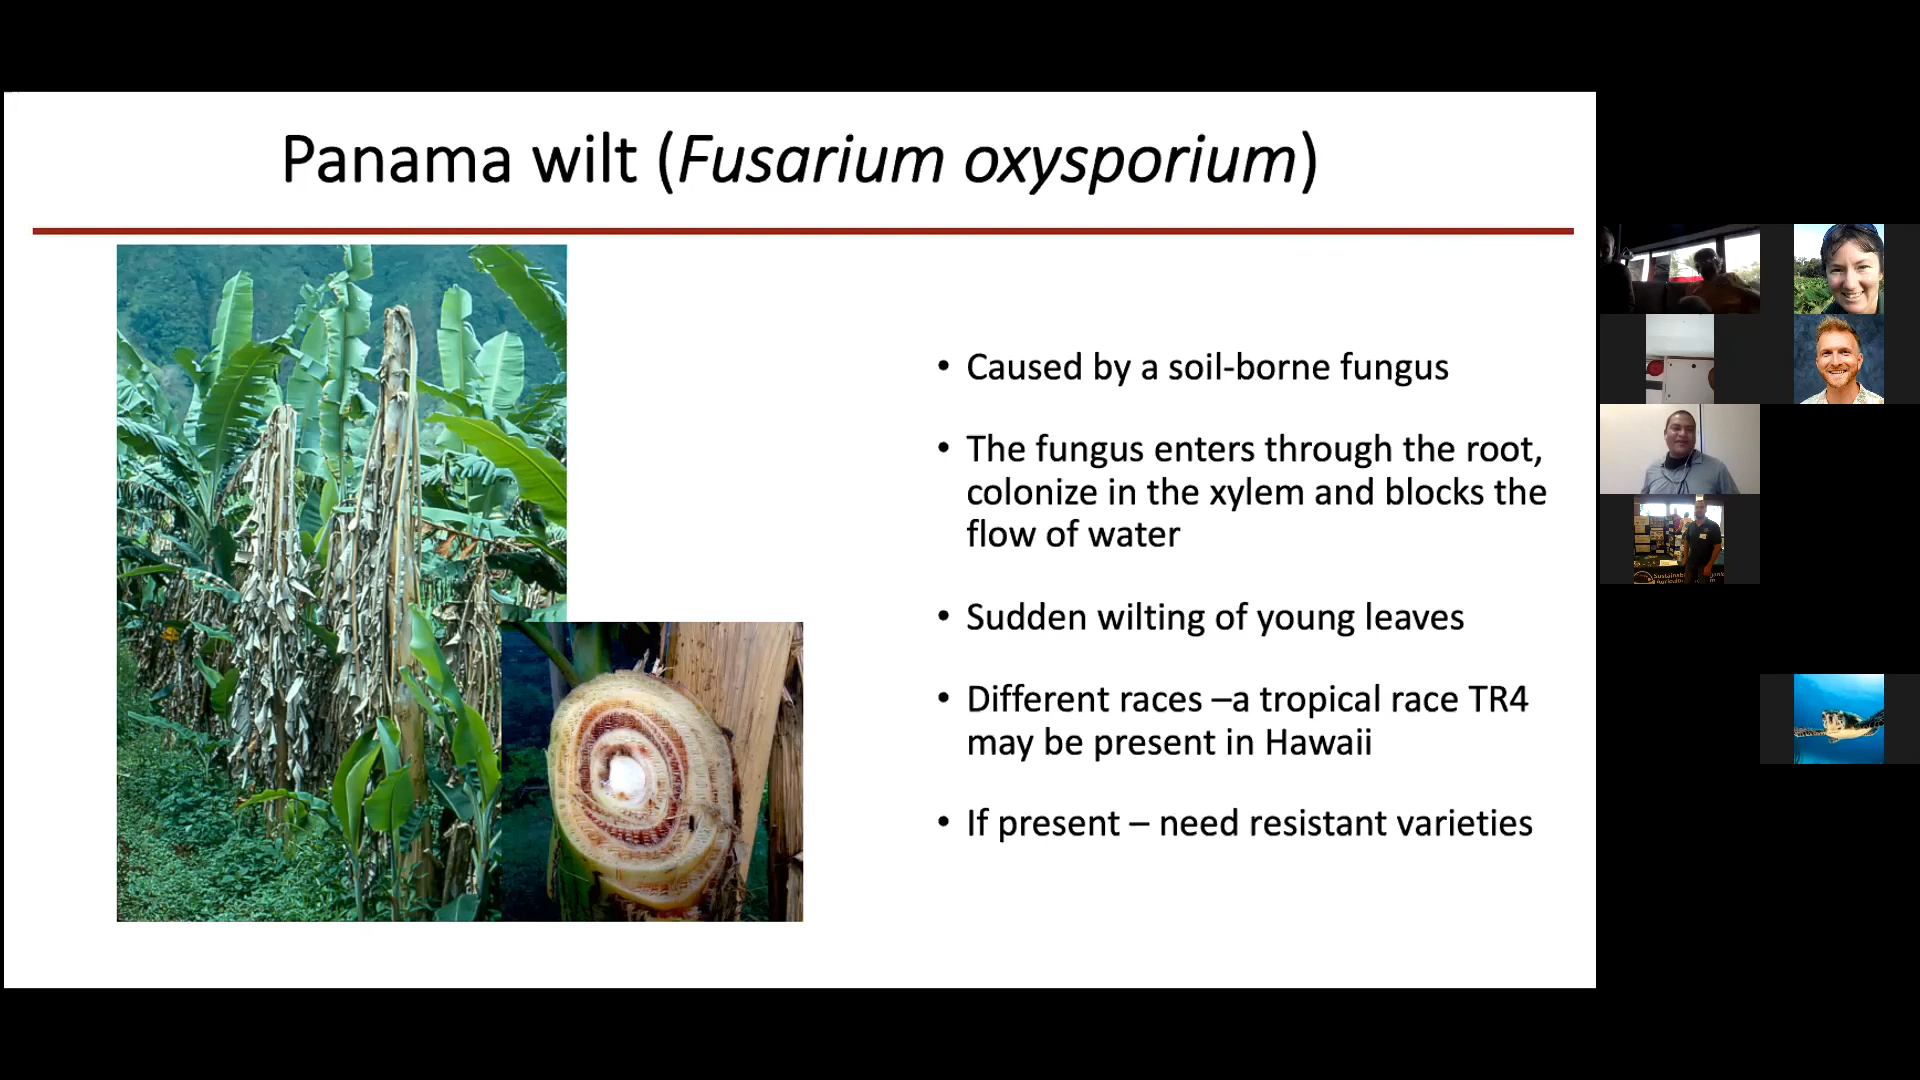 Panama wilt (Fusarium oxysporium)
• Caused by a soil-borne fungus
• The fungus enters through the root,
colonize in the xylem and blocks the
flow of water
• Sudden wilting of young leaves
• Different races –a tropical race TR4
may be present in Hawaii
• If present – need resistant varieties